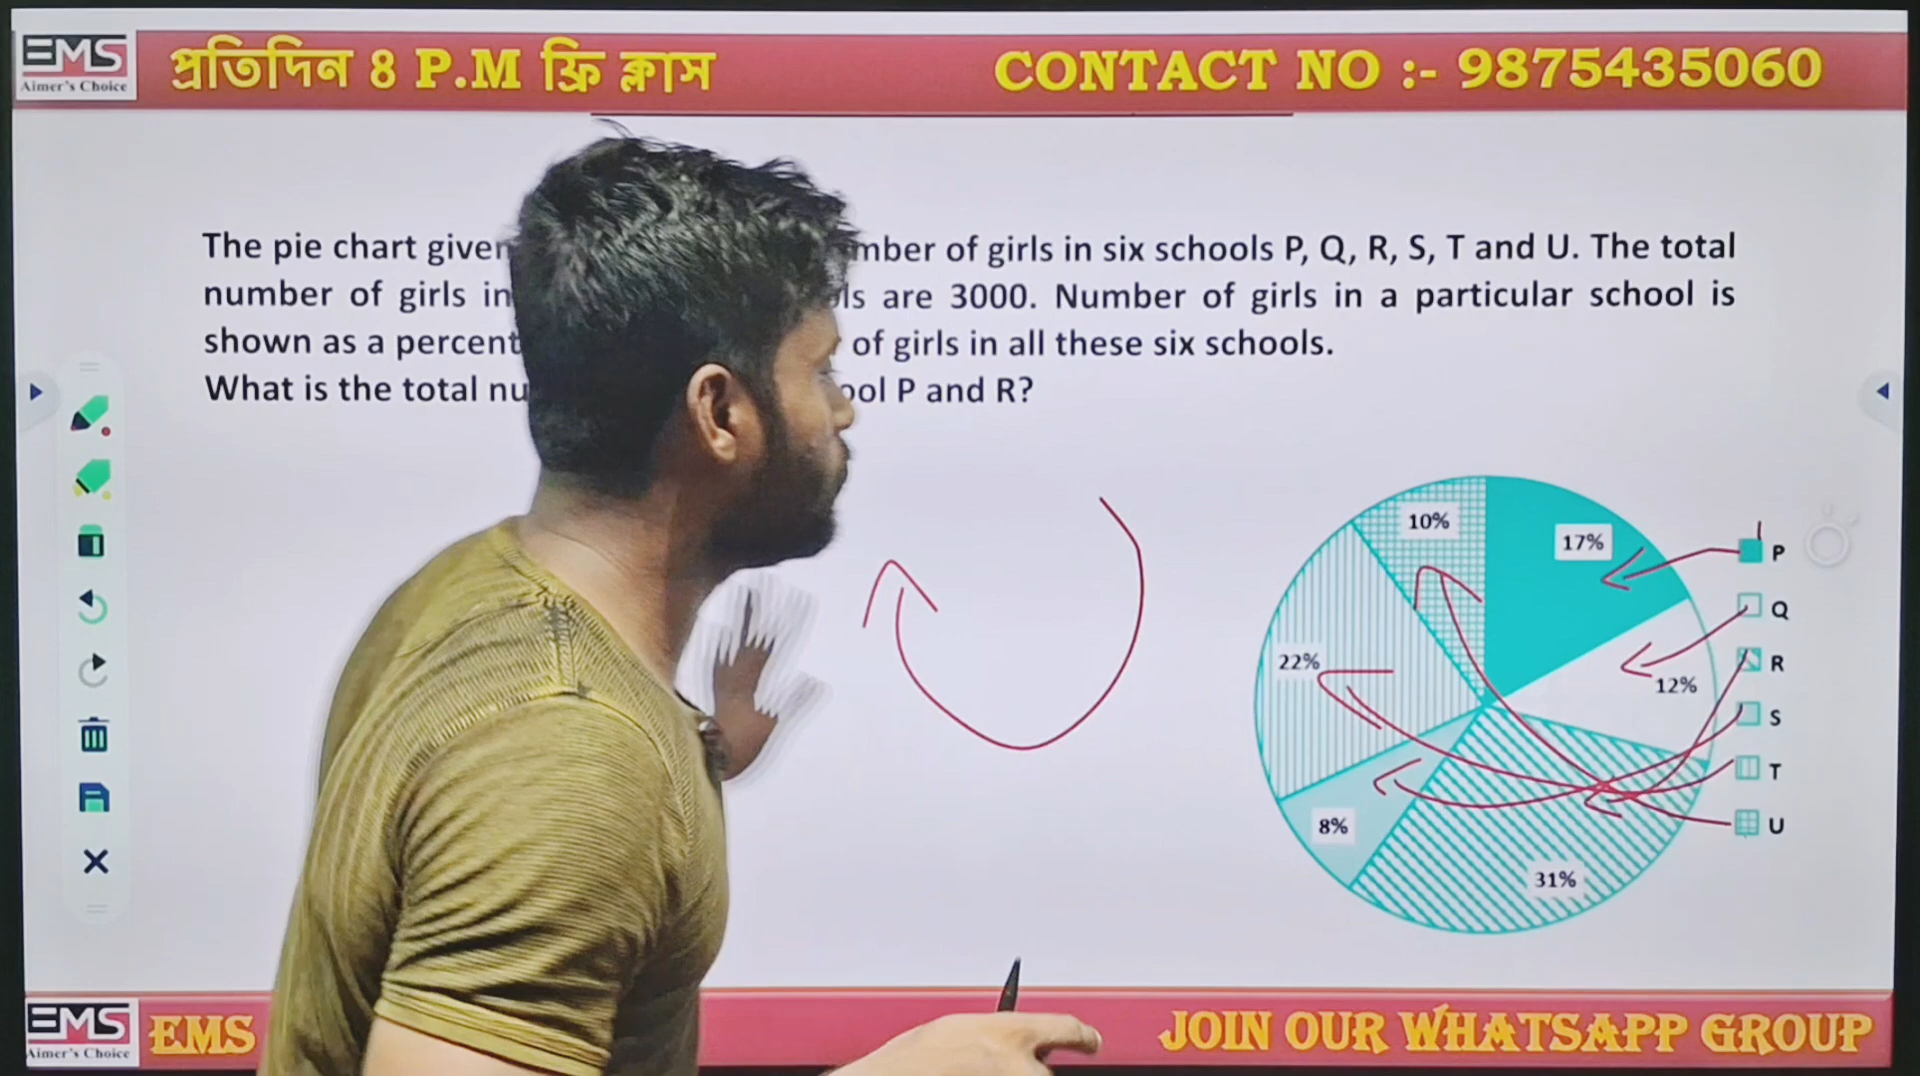 EMS
Aimer's Choice
প্রতিদিন 8 P.M ফ্রি ক্লাস
CONTACT NO :- 9875435060
The pie chart given mber of girls in six schools P, Q, R, S, T and U. The total
number of girls in ls are 3000. Number of girls in a particular school is
shown as a percent of girls in all these six schools.
What is the total nu ool P and R?
10%
17%
22%
12%
8%
31%
P
Q
R
S
T
U
EMS
Aimer's Choice
EMS
JOIN OUR WHATSAPP GROUP